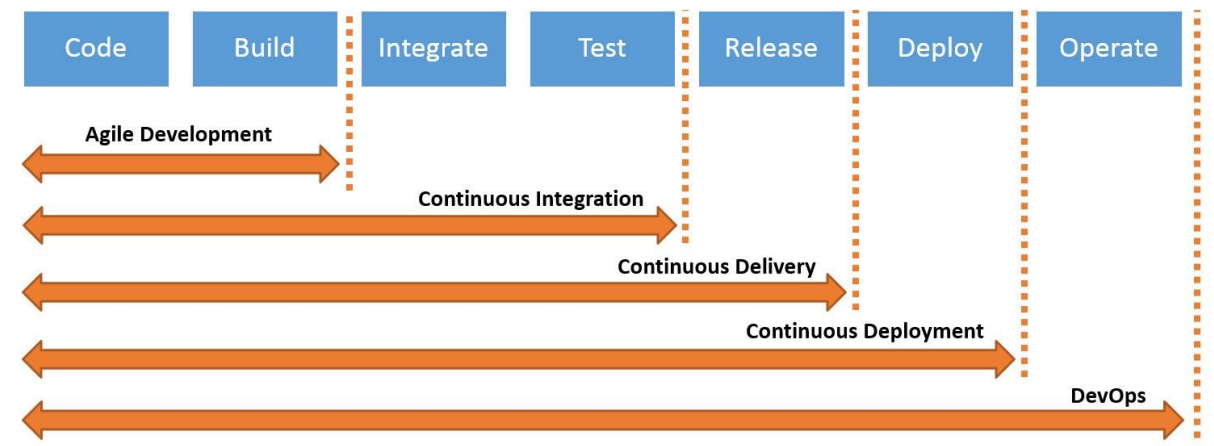 Code Build Integrate Test Release Deploy Operate
Agile Development
Continuous Integration
Continuous Delivery
Continuous Deployment
DevOps